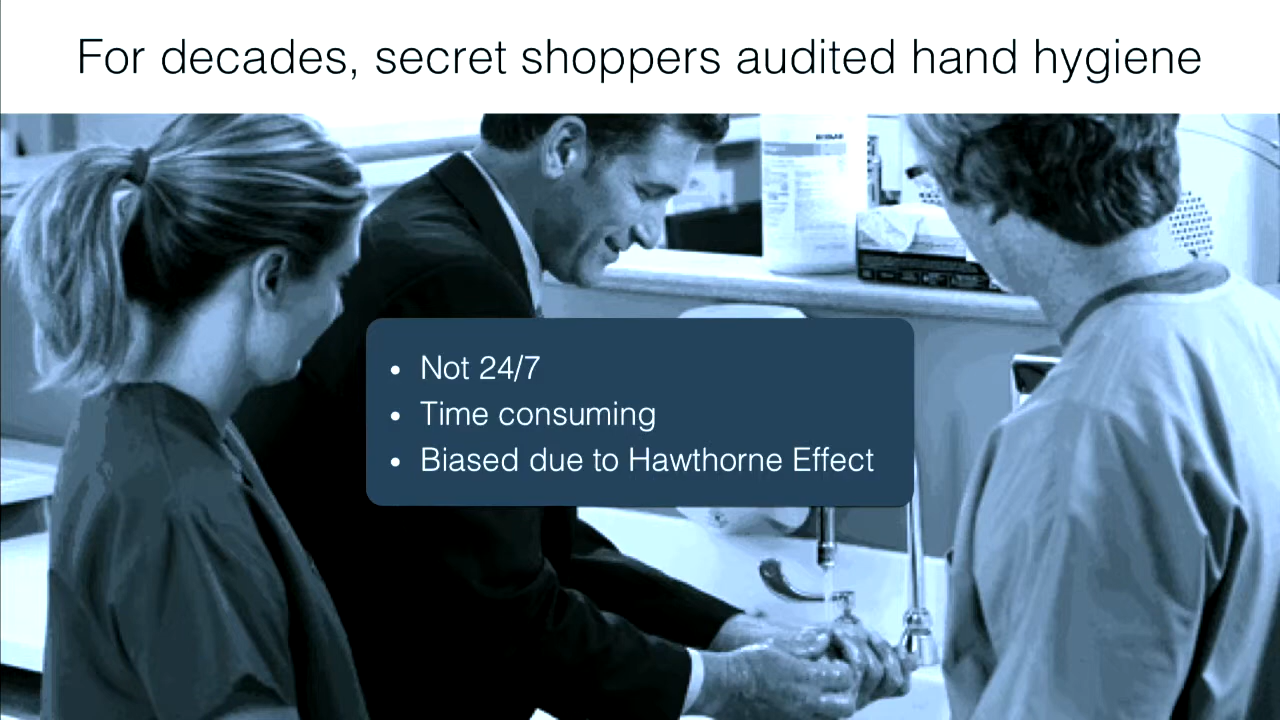 For decades, secret shoppers audited hand hygiene
• Not 24/7
• Time consuming
• Biased due to Hawthorne Effect